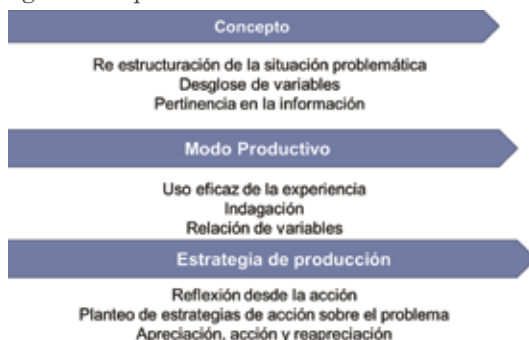 Concepto
Re estructuración de la situación problemática
Desglose de variables
Pertinencia en la información
Modo Productivo
Uso eficaz de la experiencia
Indagación
Relación de variables
Estrategia de producción
Reflexión desde la acción
Planteo de estrategias de acción sobre el problema
Apreciación, acción y reapreciación